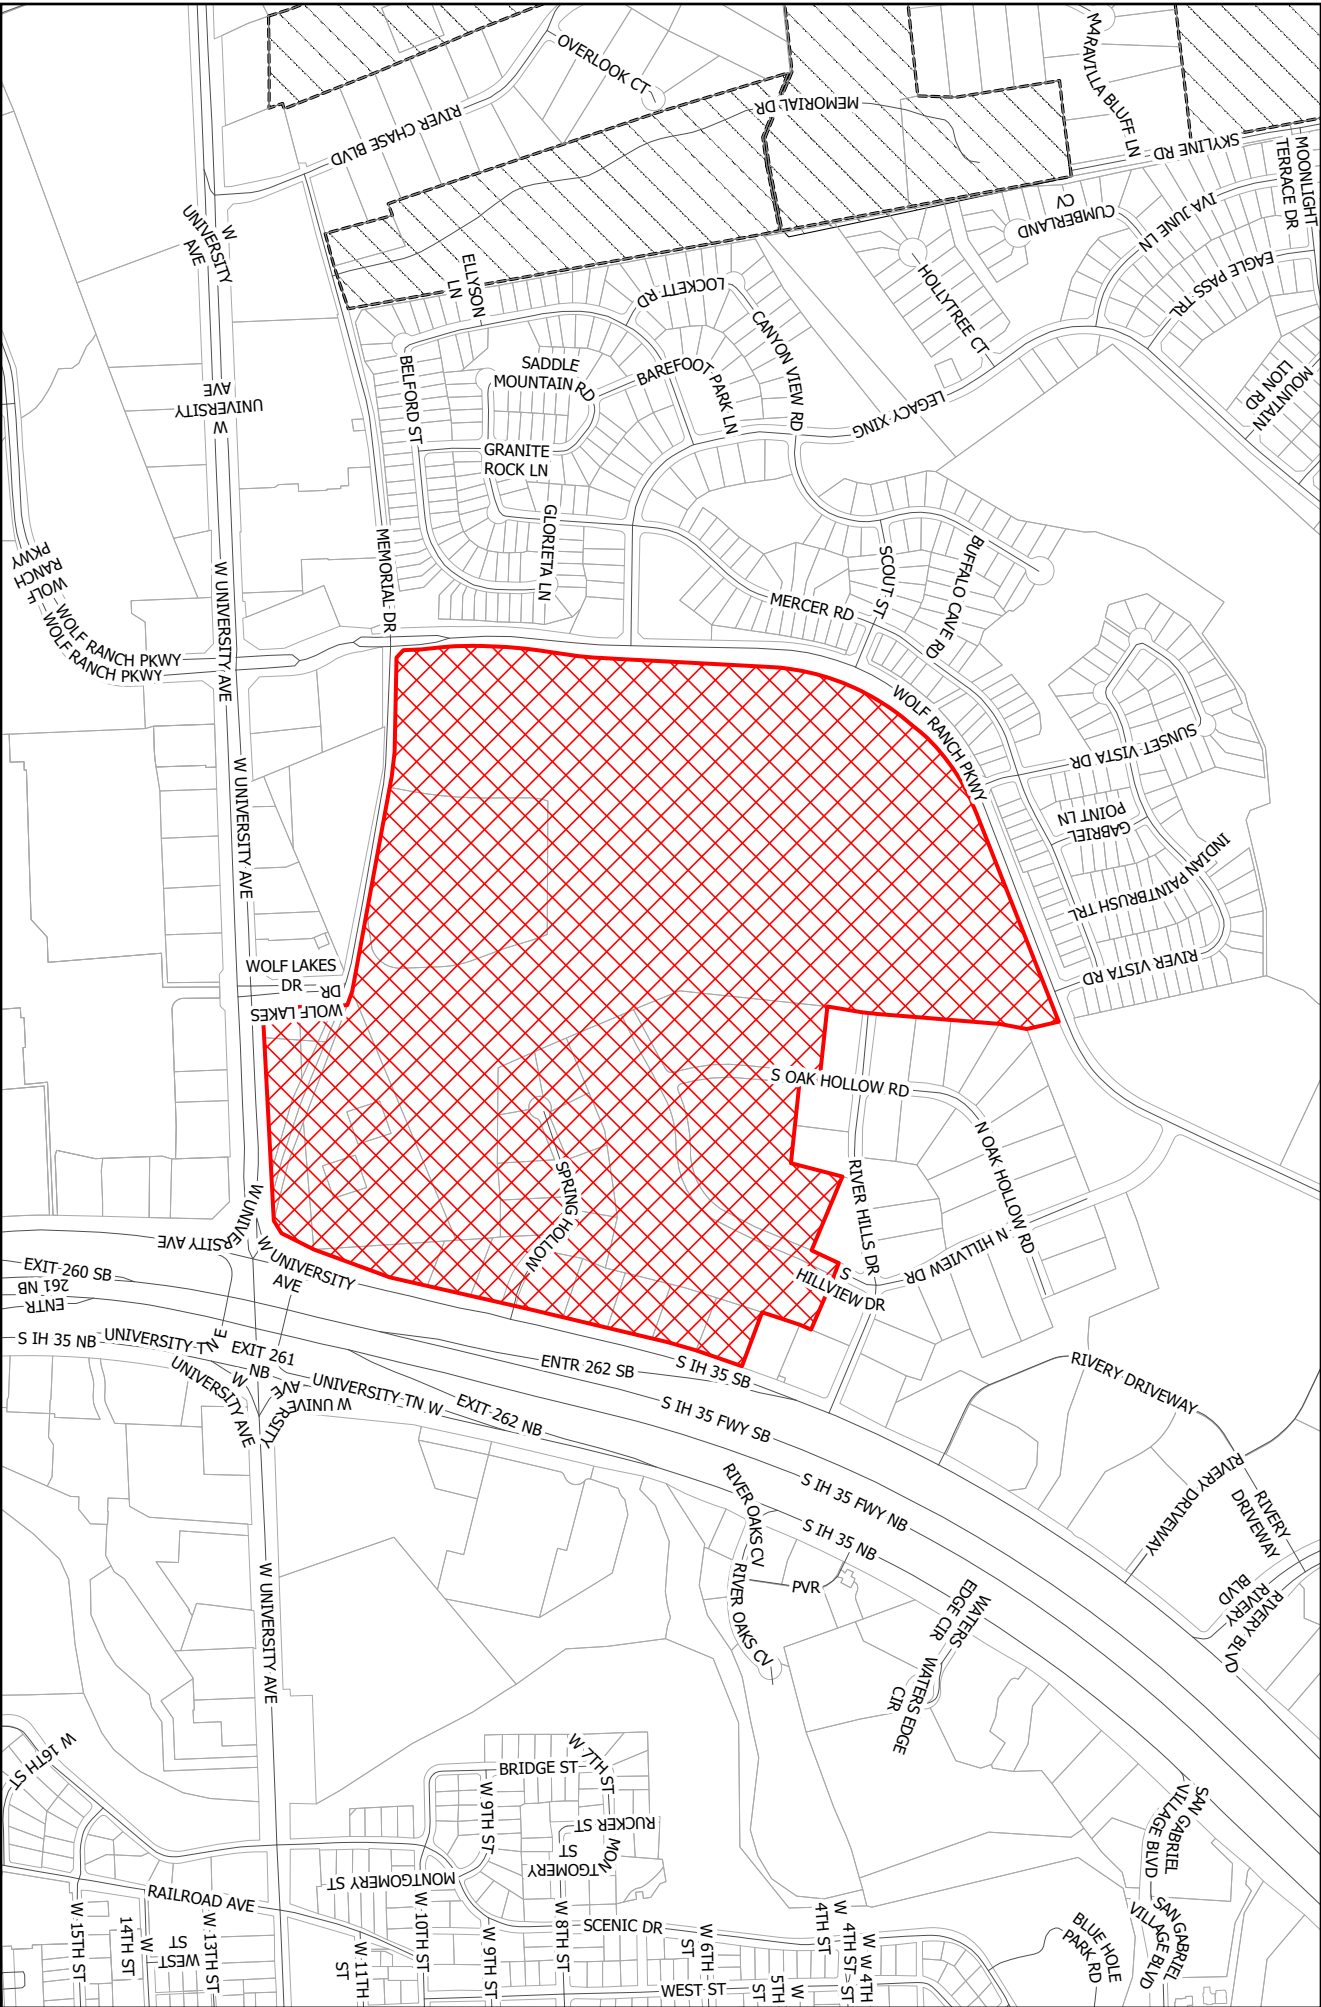 OVERLOOK CT
MARAVILLA BLUFF LN
MEMORIAL DR
RIVER CHASE BLVD
SKYLINE RD
MOONLIGHT
TERRACE DR
CUMBERLAND
CV
IVA JUNE LN
EAGLE PASS TRL
W
UNIVERSITY
AVE
ELLYSON
LN
LOCKETT RD
HOLLYTREE CT
CANYON VIEW RD
SADDLE
MOUNTAIN RD
BAREFOOT PARK LN
BELFORD ST
MOUNTAIN
LION RD
W
UNIVERSITY
AVE
LEGACY XING
GRANITE
ROCK LN
GLORIETA LN
MEMORIAL DR
SCOUT ST
BUFFALO CAVE RD
MERCER RD
WOLF
RANCH
PKWY
W UNIVERSITY AVE
WOLF RANCH PKWY
WOLF RANCH PKWY
WOLF RANCH PKWY
SUNSET VISTA DR
W UNIVERSITY AVE
GABRIEL
POINT LN
INDIAN PAINTBRUSH TRL
RIVER VISTA RD
WOLF LAKES
DR
WOLF LAKES
DR
S OAK HOLLOW RD
N OAK HOLLOW RD
SPRING HOLLOW
RIVER HILLS DR
N HILLVIEW DR
S
HILLVIEW DR
W UNIVERSITY AVE
W UNIVERSITY
AVE
EXIT 260 SB
ENTR
261 NB
S IH 35 NB
UNIVERSITY TN E
EXIT 261
NB
W
UNIVERSITY AVE
W UNIVERSITY AVE
UNIVERSITY TN W
EXIT 262 NB
ENTR 262 SB
S IH 35 SB
S IH 35 FWY SB
S IH 35 FWY NB
S IH 35 NB
RIVERY DRIVEWAY
RIVERY DRIVEWAY
RIVERY
DRIVEWAY
RIVERY
BLVD
RIVERY BLVD
RIVER OAKS CV
RIVER OAKS CV
PVR
WATERS
EDGE CIR
WATERS EDGE
CIR
W UNIVERSITY AVE
W 16TH ST
BRIDGE ST
W 7TH ST
W 9TH ST
RUCKER ST
MONTGOMERY
ST
MONTGOMERY ST
RAILROAD AVE
SCENIC DR
W 15TH ST
W
14TH ST
W 13TH ST
WEST
ST
W 11TH
ST
W 10TH ST
W 9TH ST
W 8TH ST
W 6TH
ST
WEST ST
W
5TH
ST
W
4TH ST
W 4TH ST
W 4TH
ST
BLUE HOLE
PARK RD
SAN GABRIEL
VILLAGE BLVD
SAN GABRIEL
VILLAGE BLVD